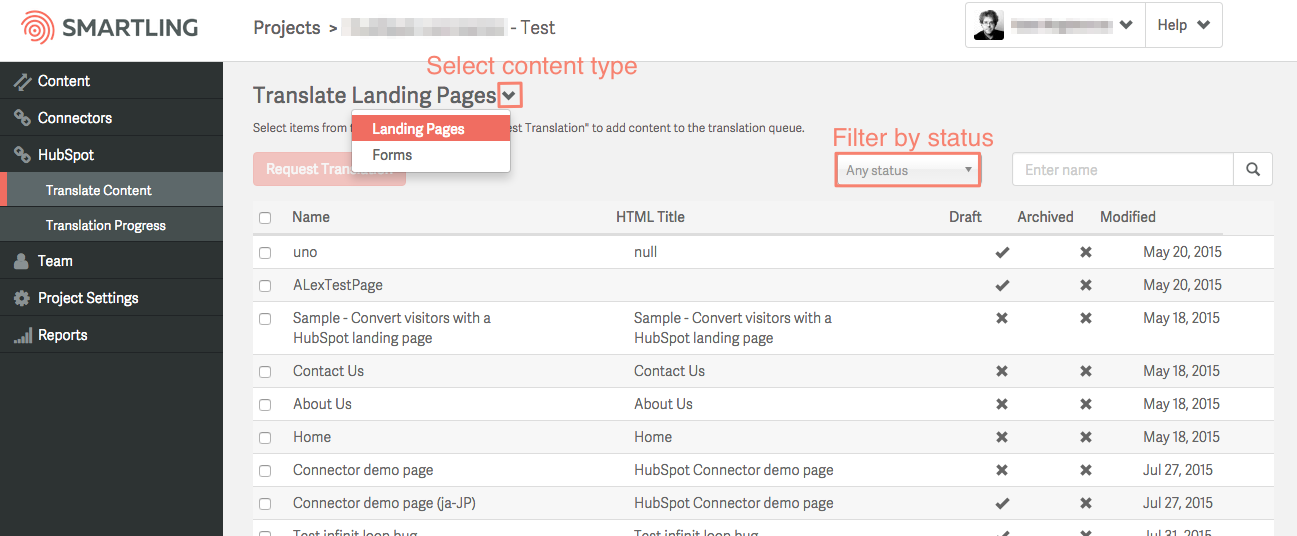 SMARTLING
Projects > - Test
Help
Select content type
Content
Connectors
HubSpot
Translate Content
Translation Progress
Team
Project Settings
Reports
Translate Landing Pages
Select items from est Translation" to add content to the translation queue.
Landing Pages
Forms
Filter by status
Request Translation
Any status
Enter name
Name HTML Title Draft Archived Modified
uno null May 20, 2015
ALexTestPage May 20, 2015
Sample - Convert visitors with a Sample - Convert visitors with a May 18, 2015
HubSpot landing page HubSpot landing page
Contact Us Contact Us May 18, 2015
About Us About Us May 18, 2015
Home Home May 18, 2015
Connector demo page HubSpot Connector demo page Jul 27, 2015
Connector demo page (ja-JP) HubSpot Connector demo page Jul 27, 2015
Test infinit loop bug Test infinit loop bug Jul 31, 2015